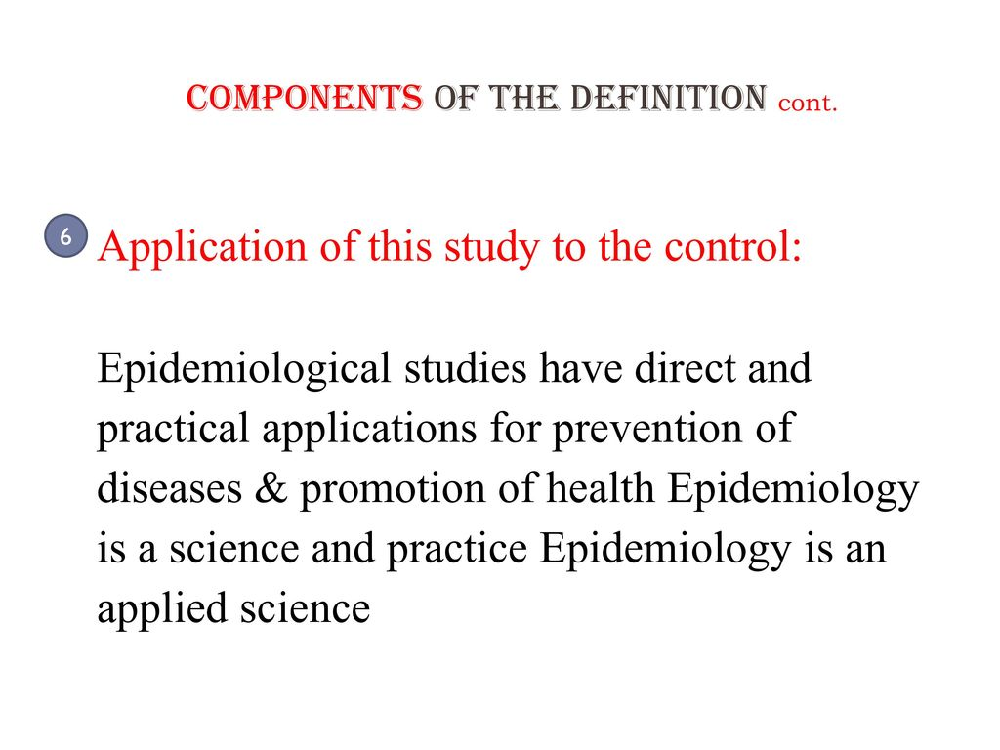 COMPONENTS OF THE DEFINITION cont.
6
Application of this study to the control:
Epidemiological studies have direct and
practical applications for prevention of
diseases & promotion of health Epidemiology
is a science and practice Epidemiology is an
applied science